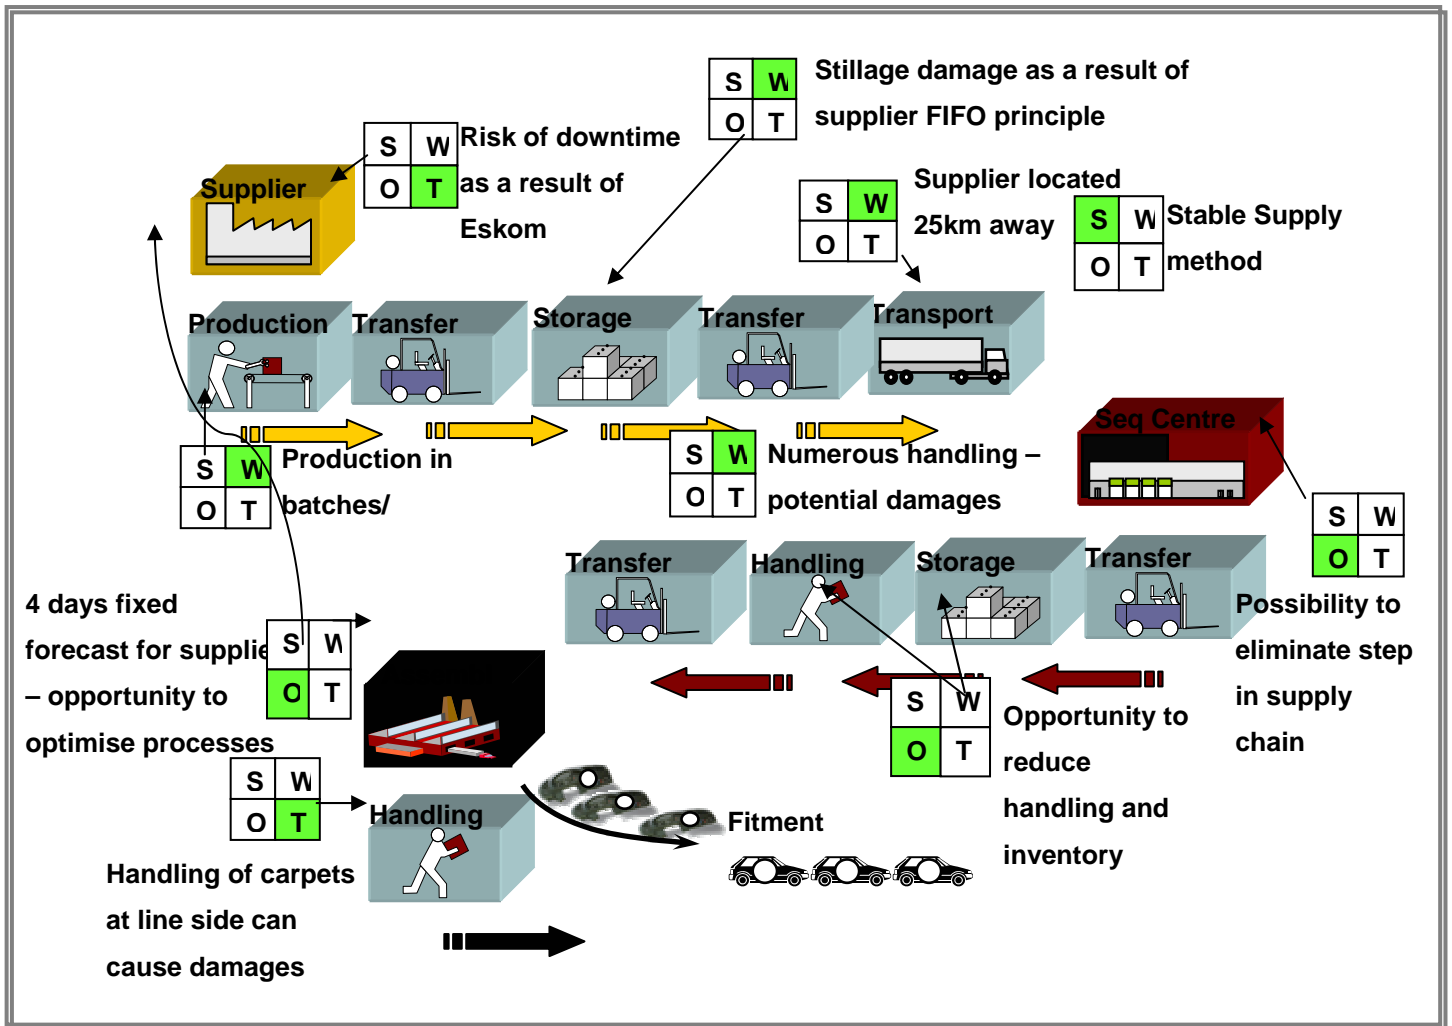 S W
O T
Stillage damage as a result of
supplier FIFO principle
S W
O T
Risk of downtime
as a result of
Eskom
Supplier
S W
O T
Supplier located
25km away
S W
O T
Stable Supply
method
Production
Transfer
Storage
Transfer
Transport
Seq Centre
S W
O T
Production in
batches/
S W
O T
Numerous handling –
potential damages
S W
O T
Possibility to
eliminate step
in supply
chain
Transfer
Handling
Storage
Transfer
4 days fixed
forecast for supplie
– opportunity to
optimise processes
S W
O T
S W
O T
Opportunity to
reduce
handling and
inventory
S W
O T
Handling
Handling of carpets
at line side can
cause damages
Fitment